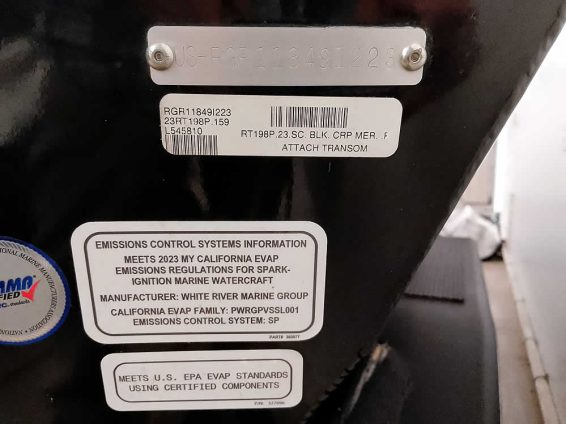 US-RGR11849I223
RGR11849I223
23RT198P.159
L545810
RT198P.23.SC. BLK. CRP MER. .F
ATTACH TRANSOM
EMISSIONS CONTROL SYSTEMS INFORMATION
MEETS 2023 MY CALIFORNIA EVAP
EMISSIONS REGULATIONS FOR SPARK-
IGNITION MARINE WATERCRAFT
MANUFACTURER: WHITE RIVER MARINE GROUP
CALIFORNIA EVAP FAMILY: PWRGPVSSL001
EMISSIONS CONTROL SYSTEM: SP
MEETS U.S. EPA EVAP STANDARDS
USING CERTIFIED COMPONENTS